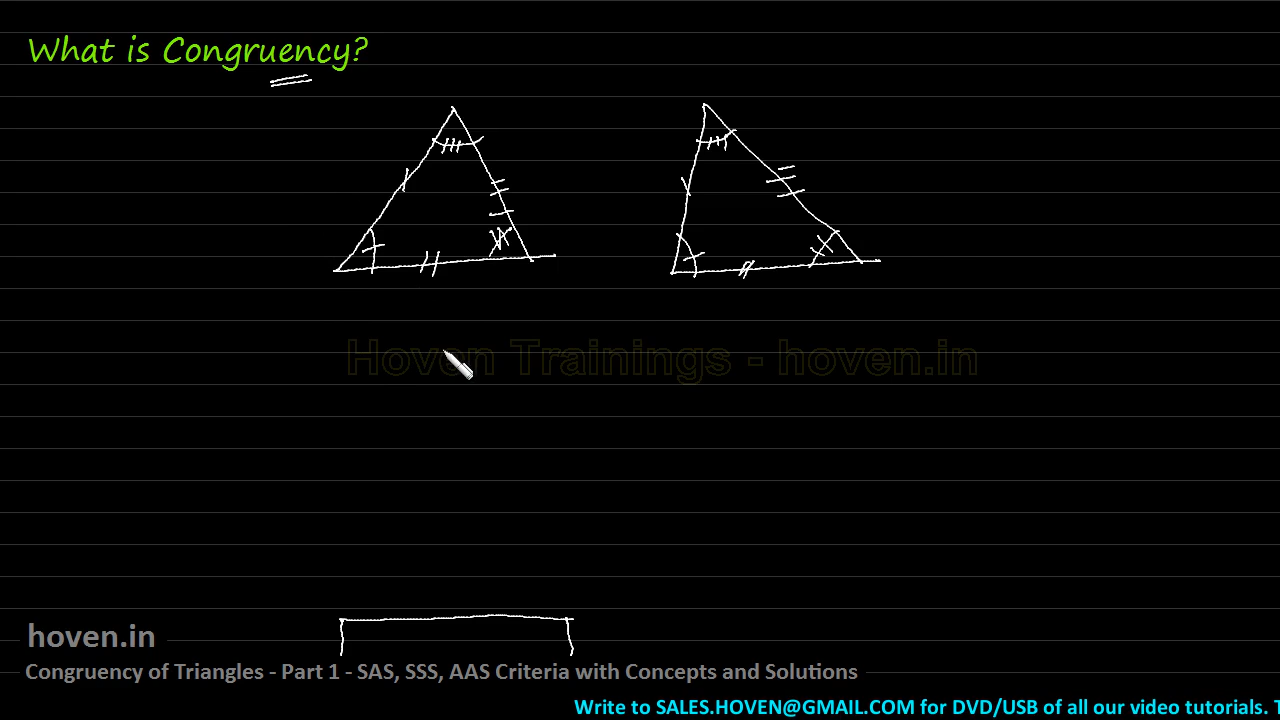 What is Congruency?
Hoven Trainings - hoven.in
hoven.in
Congruency of Triangles - Part 1 - SAS, SSS, AAS Criteria with Concepts and Solutions
Write to SALES.HOVEN@GMAIL.COM for DVD/USB of all our video tutorials.